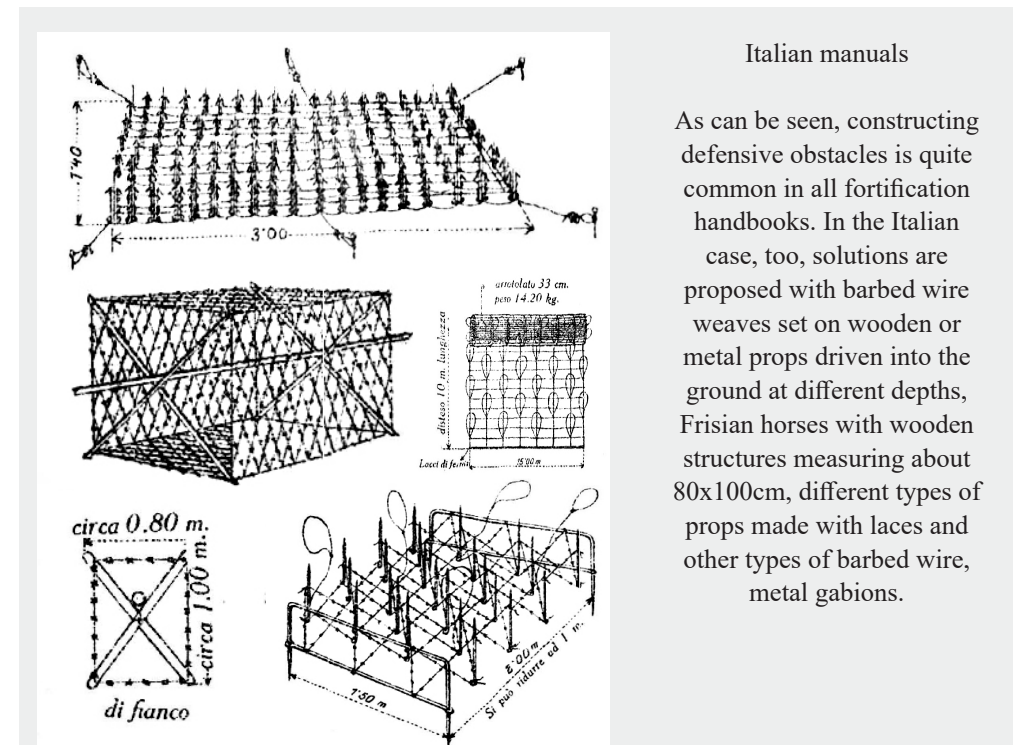 1'40
3'00
arrotolato 33 cm.
peso 14.20 kg.
disteso 10 m. lunghezza
Lacci di fermo
15'00 m
circa 0.80 m.
circa 1.00 m.
di fianco
1'50 m
2'00 m
Si può ridurre ad 1 m.
Italian manuals
As can be seen, constructing
defensive obstacles is quite
common in all fortification
handbooks. In the Italian
case, too, solutions are
proposed with barbed wire
weaves set on wooden or
metal props driven into the
ground at different depths,
Frisian horses with wooden
structures measuring about
80x100cm, different types of
props made with laces and
other types of barbed wire,
metal gabions.